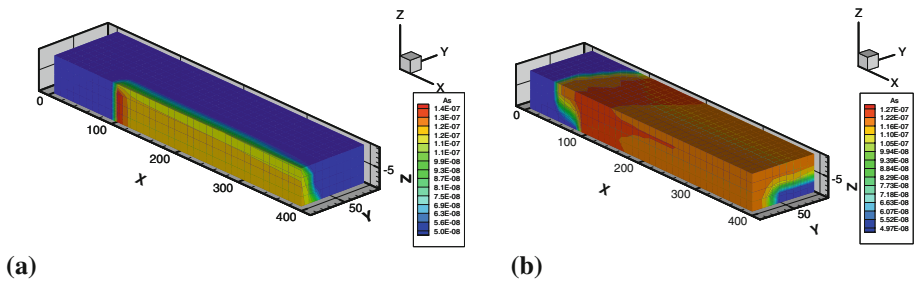 Z
Y
X
As
1.4E-07
1.3E-07
1.2E-07
1.2E-07
1.1E-07
1.1E-07
9.9E-08
9.3E-08
8.7E-08
8.1E-08
7.5E-08
6.9E-08
6.3E-08
5.6E-08
5.0E-08
0
100
200
300
400
X
50
Y
-5
Z
(a)
Z
Y
X
As
1.27E-07
1.22E-07
1.16E-07
1.10E-07
1.05E-07
9.94E-08
9.39E-08
8.84E-08
8.29E-08
7.73E-08
7.18E-08
6.63E-08
6.07E-08
5.52E-08
4.97E-08
0
100
200
300
400
X
50
Y
-5
Z
(b)